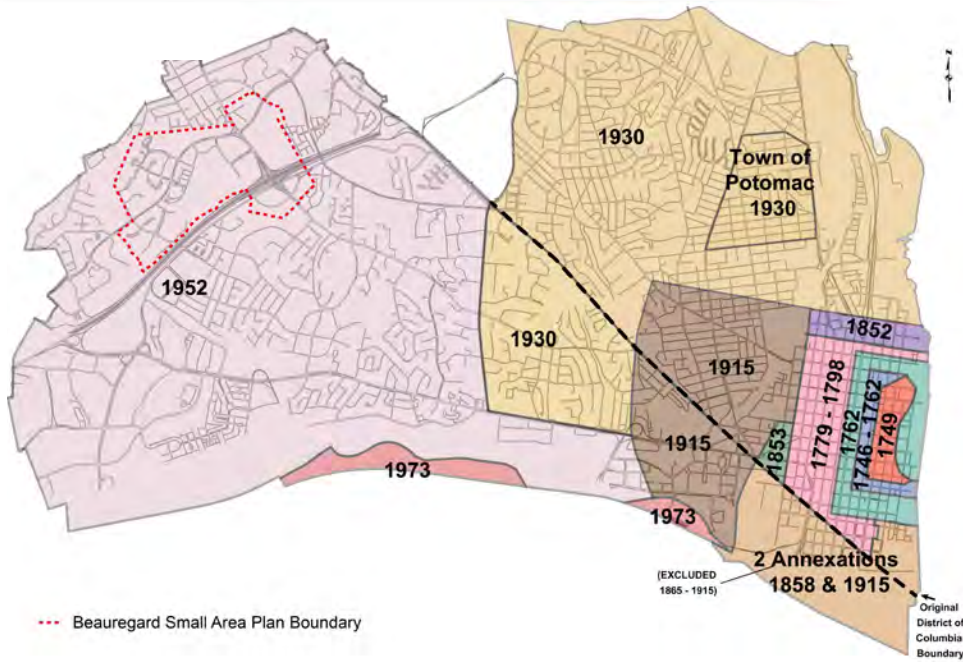 1930
Town of
Potomac
1930
1952
1930
1852
1915
1779 - 1798
1762
1746 - 1762
1749
1853
1915
1973
1973
2 Annexations
1858 & 1915
(EXCLUDED
1865 - 1915)
Original
District of
Columbia
Boundary
Beauregard Small Area Plan Boundary